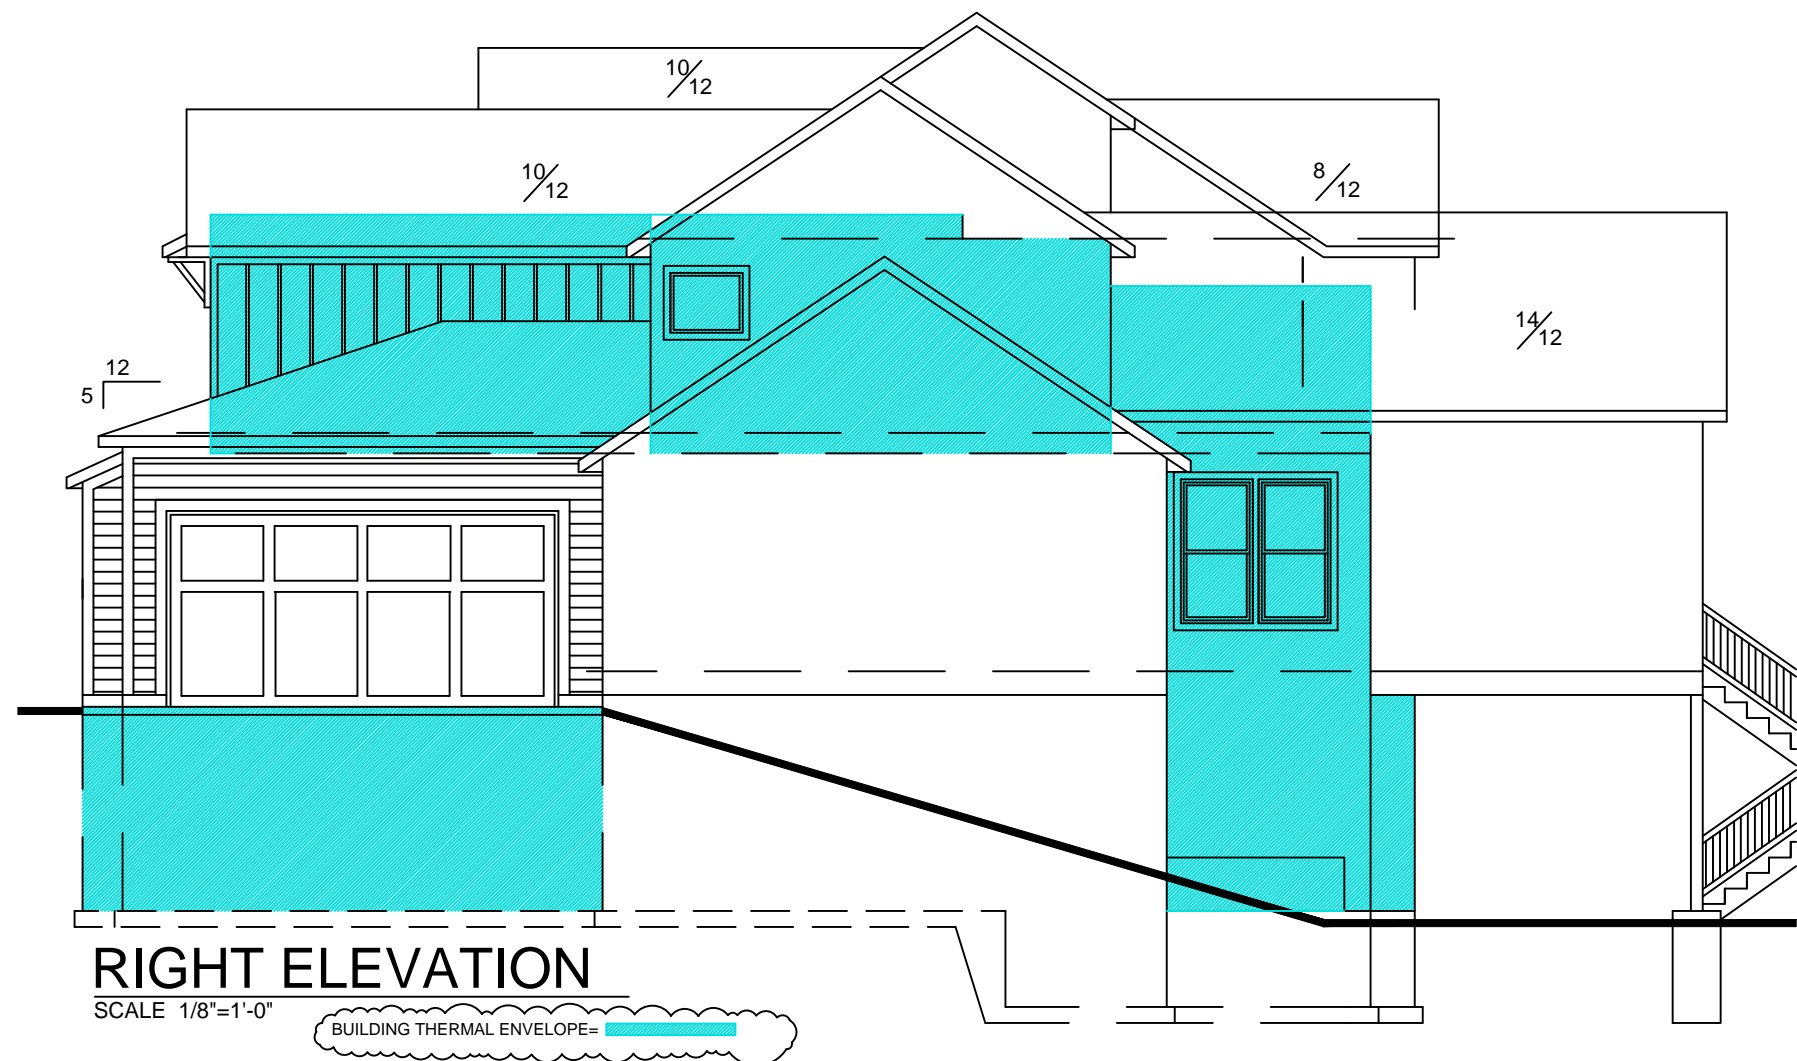 10/12
10/12
8/12
14/12
12
5
RIGHT ELEVATION
SCALE 1/8"=1'-0"
BUILDING THERMAL ENVELOPE=